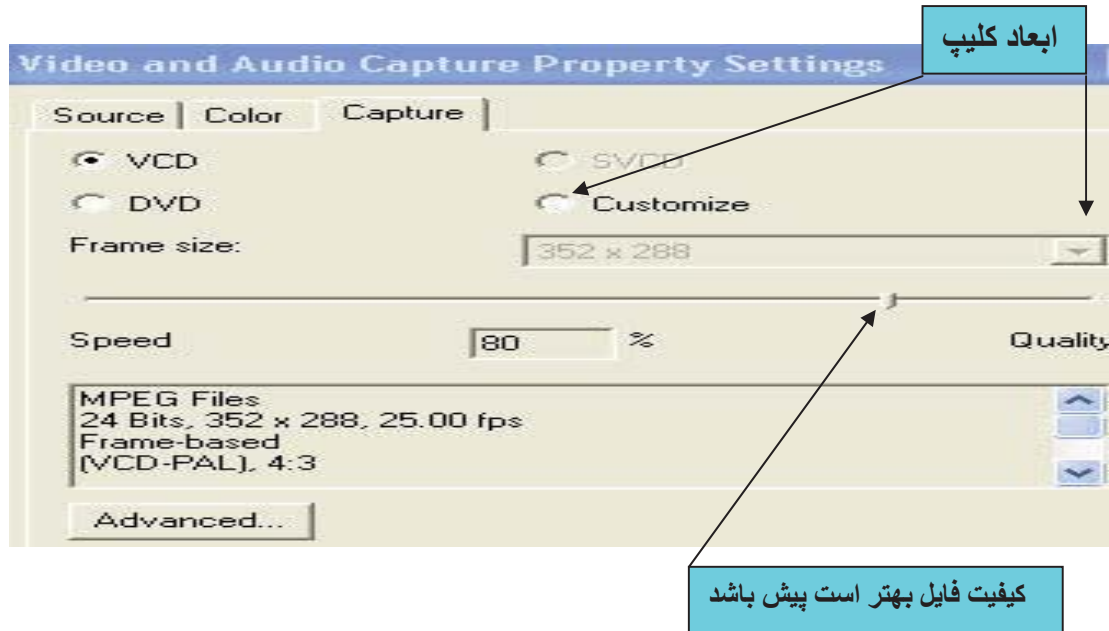 ابعاد کلیپ
Video and Audio Capture Property Settings
Source Color Capture
VCD SVCD
DVD Customize
Frame size: 352 x 288
Speed 80 % Quality
MPEG Files
24 Bits, 352 x 288, 25.00 fps
Frame-based
[VCD-PAL], 4:3
Advanced...
کیفیت فایل بهتر است پیش باشد